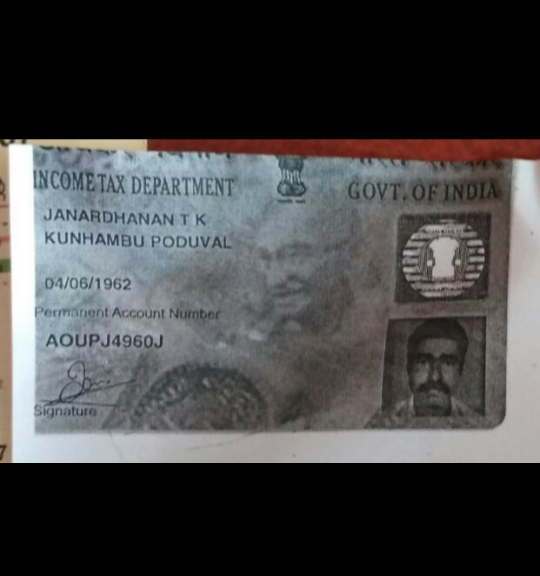 INCOME TAX DEPARTMENT
GOVT. OF INDIA
JANARDHANAN T K
KUNHAMBU PODUVAL
04/06/1962
Permanent Account Number
AOUPJ4960J
Signature